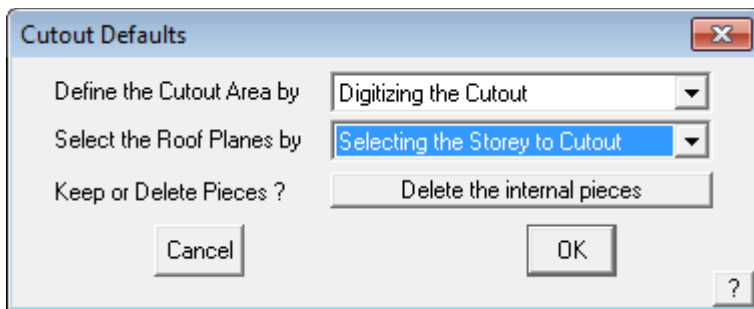 Cutout Defaults
Define the Cutout Area by Digitizing the Cutout
Select the Roof Planes by Selecting the Storey to Cutout
Keep or Delete Pieces ? Delete the internal pieces
Cancel OK
?